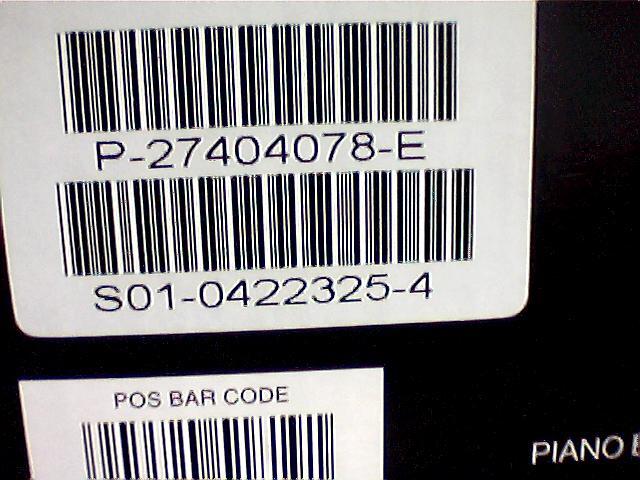 P-27404078-E
S01-0422325-4
POS BAR CODE
PIANO